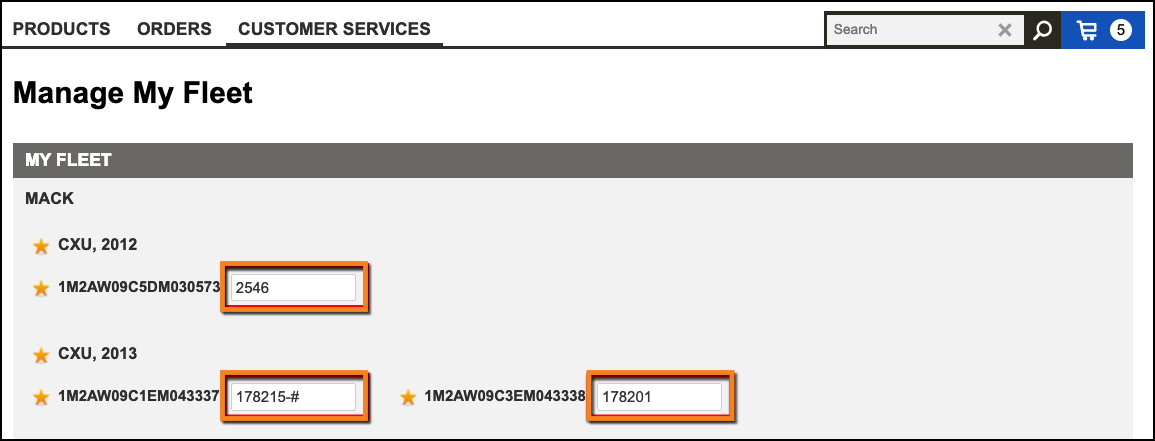 PRODUCTS ORDERS CUSTOMER SERVICES Search 5
Manage My Fleet
MY FLEET
MACK
CXU, 2012
1M2AW09C5DM030573 2546
CXU, 2013
1M2AW09C1EM043337 178215-# 1M2AW09C3EM043338 178201